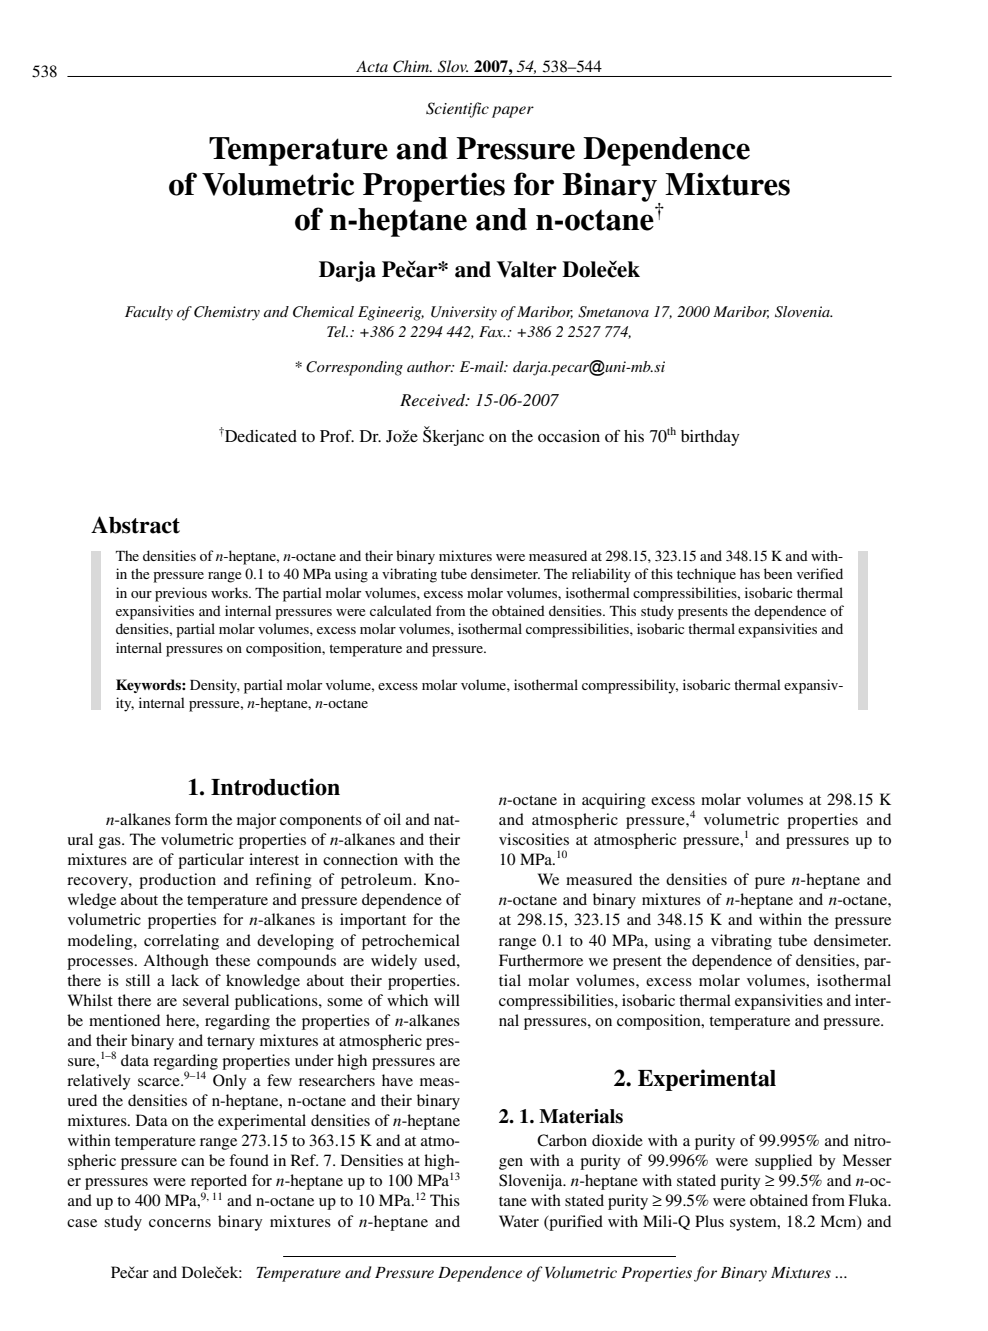 538
Acta Chim. Slov. 2007, 54, 538–544
Scientific paper
Temperature and Pressure Dependence
of Volumetric Properties for Binary Mixtures
of n-heptane and n-octane†
Darja Pečar* and Valter Doleček
Faculty of Chemistry and Chemical Egineerig, University of Maribor, Smetanova 17, 2000 Maribor, Slovenia.
Tel.: +386 2 2294 442, Fax.: +386 2 2527 774,
* Corresponding author: E-mail: darja.pecar@uni-mb.si
Received: 15-06-2007
†Dedicated to Prof. Dr. Jože Škerjanc on the occasion of his 70th birthday
Abstract
The densities of n-heptane, n-octane and their binary mixtures were measured at 298.15, 323.15 and 348.15 K and with-
in the pressure range 0.1 to 40 MPa using a vibrating tube densimeter. The reliability of this technique has been verified
in our previous works. The partial molar volumes, excess molar volumes, isothermal compressibilities, isobaric thermal
expansivities and internal pressures were calculated from the obtained densities. This study presents the dependence of
densities, partial molar volumes, excess molar volumes, isothermal compressibilities, isobaric thermal expansivities and
internal pressures on composition, temperature and pressure.
Keywords: Density, partial molar volume, excess molar volume, isothermal compressibility, isobaric thermal expansiv-
ity, internal pressure, n-heptane, n-octane
1. Introduction
n-alkanes form the major components of oil and nat-
ural gas. The volumetric properties of n-alkanes and their
mixtures are of particular interest in connection with the
recovery, production and refining of petroleum. Kno-
wledge about the temperature and pressure dependence of
volumetric properties for n-alkanes is important for the
modeling, correlating and developing of petrochemical
processes. Although these compounds are widely used,
there is still a lack of knowledge about their properties.
Whilst there are several publications, some of which will
be mentioned here, regarding the properties of n-alkanes
and their binary and ternary mixtures at atmospheric pres-
sure,1–8 data regarding properties under high pressures are
relatively scarce.9–14 Only a few researchers have meas-
ured the densities of n-heptane, n-octane and their binary
mixtures. Data on the experimental densities of n-heptane
within temperature range 273.15 to 363.15 K and at atmo-
spheric pressure can be found in Ref. 7. Densities at high-
er pressures were reported for n-heptane up to 100 MPa13
and up to 400 MPa,9, 11 and n-octane up to 10 MPa.12 This
case study concerns binary mixtures of n-heptane and
n-octane in acquiring excess molar volumes at 298.15 K
and atmospheric pressure,4 volumetric properties and
viscosities at atmospheric pressure,1 and pressures up to
10 MPa.10
We measured the densities of pure n-heptane and
n-octane and binary mixtures of n-heptane and n-octane,
at 298.15, 323.15 and 348.15 K and within the pressure
range 0.1 to 40 MPa, using a vibrating tube densimeter.
Furthermore we present the dependence of densities, par-
tial molar volumes, excess molar volumes, isothermal
compressibilities, isobaric thermal expansivities and inter-
nal pressures, on composition, temperature and pressure.
2. Experimental
2. 1. Materials
Carbon dioxide with a purity of 99.995% and nitro-
gen with a purity of 99.996% were supplied by Messer
Slovenija. n-heptane with stated purity ≥ 99.5% and n-oc-
tane with stated purity ≥ 99.5% were obtained from Fluka.
Water (purified with Mili-Q Plus system, 18.2 Mcm) and
Pečar and Doleček: Temperature and Pressure Dependence of Volumetric Properties for Binary Mixtures ...